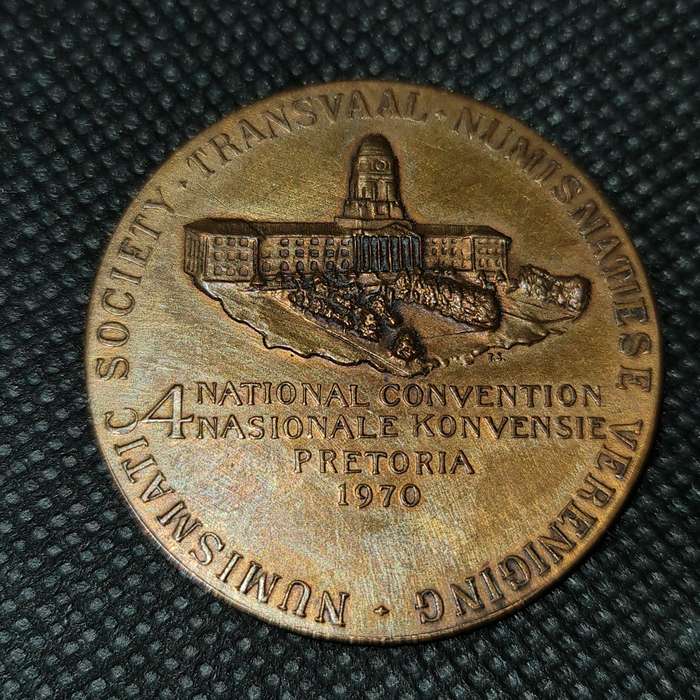 NUMISMATIC SOCIETY · TRANSVAAL · NUMISMATIESE VERENIGING ·
4 NATIONAL CONVENTION
NASIONALE KONVENSIE
PRETORIA
1970